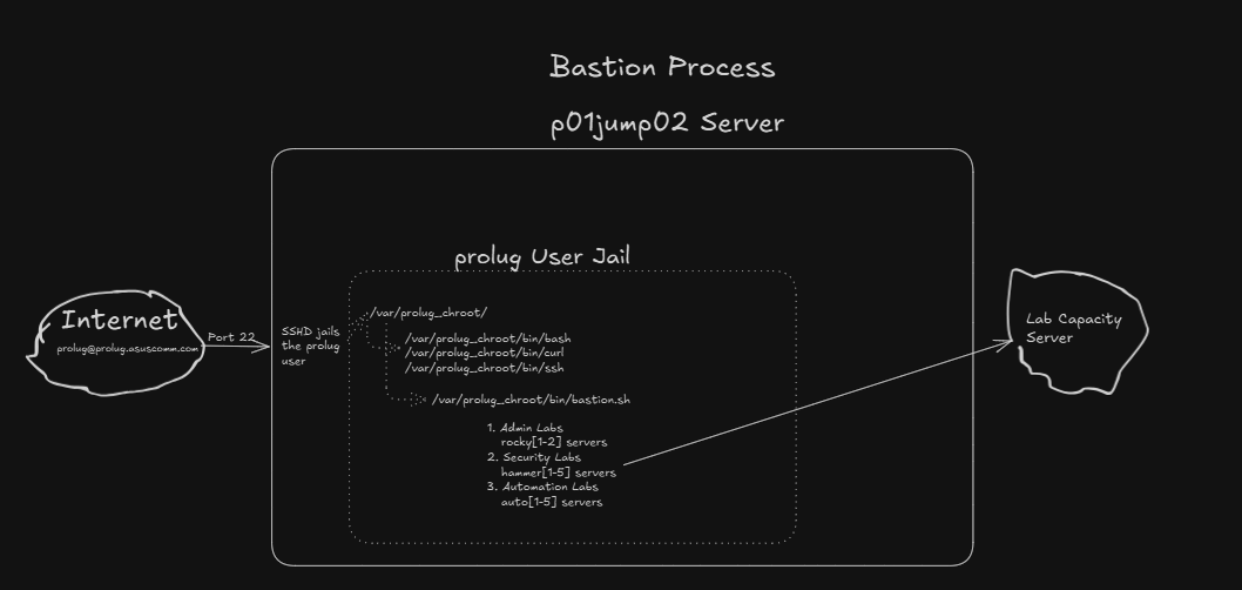 Bastion Process
p01jump02 Server
prolug User Jail
Internet
prolug@prolug.asuscomm.com
Port 22
SSHD jails
the prolug
user
/var/prolug_chroot/
/var/prolug_chroot/bin/bash
/var/prolug_chroot/bin/curl
/var/prolug_chroot/bin/ssh
/var/prolug_chroot/bin/bastion.sh
1. Admin Labs
rocky[1-2] servers
2. Security Labs
hammer[1-5] servers
3. Automation Labs
auto[1-5] servers
Lab Capacity
Server